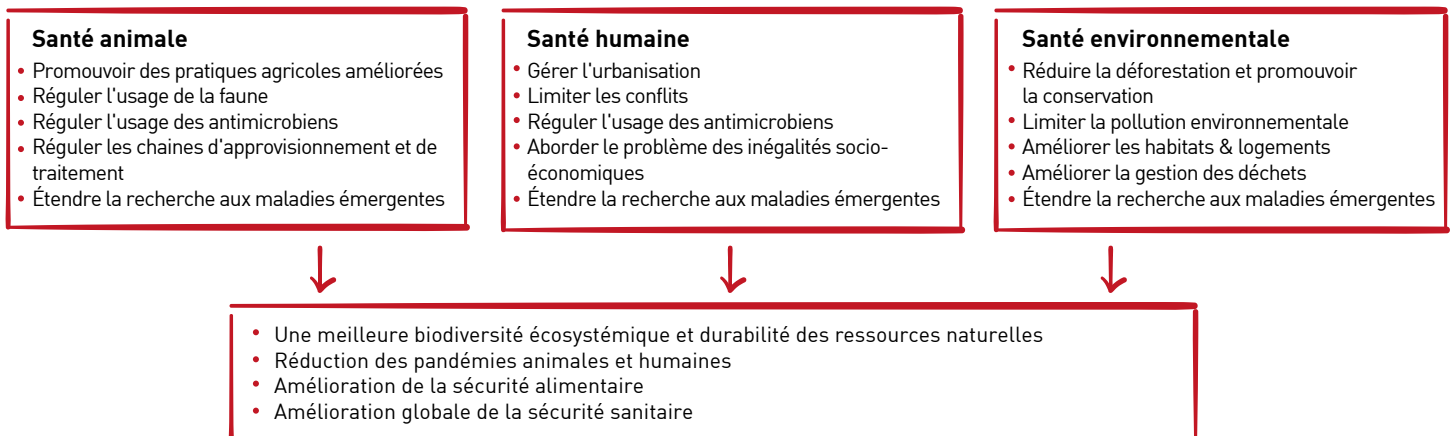 Santé animale
• Promouvoir des pratiques agricoles améliorées
• Réguler l'usage de la faune
• Réguler l'usage des antimicrobiens
• Réguler les chaines d'approvisionnement et de
traitement
• Étendre la recherche aux maladies émergentes
Santé humaine
• Gérer l'urbanisation
• Limiter les conflits
• Réguler l'usage des antimicrobiens
• Aborder le problème des inégalités socio-
économiques
• Étendre la recherche aux maladies émergentes
Santé environnementale
• Réduire la déforestation et promouvoir
la conservation
• Limiter la pollution environnementale
• Améliorer les habitats & logements
• Améliorer la gestion des déchets
• Étendre la recherche aux maladies émergentes
• Une meilleure biodiversité écosystémique et durabilité des ressources naturelles
• Réduction des pandémies animales et humaines
• Amélioration de la sécurité alimentaire
• Amélioration globale de la sécurité sanitaire